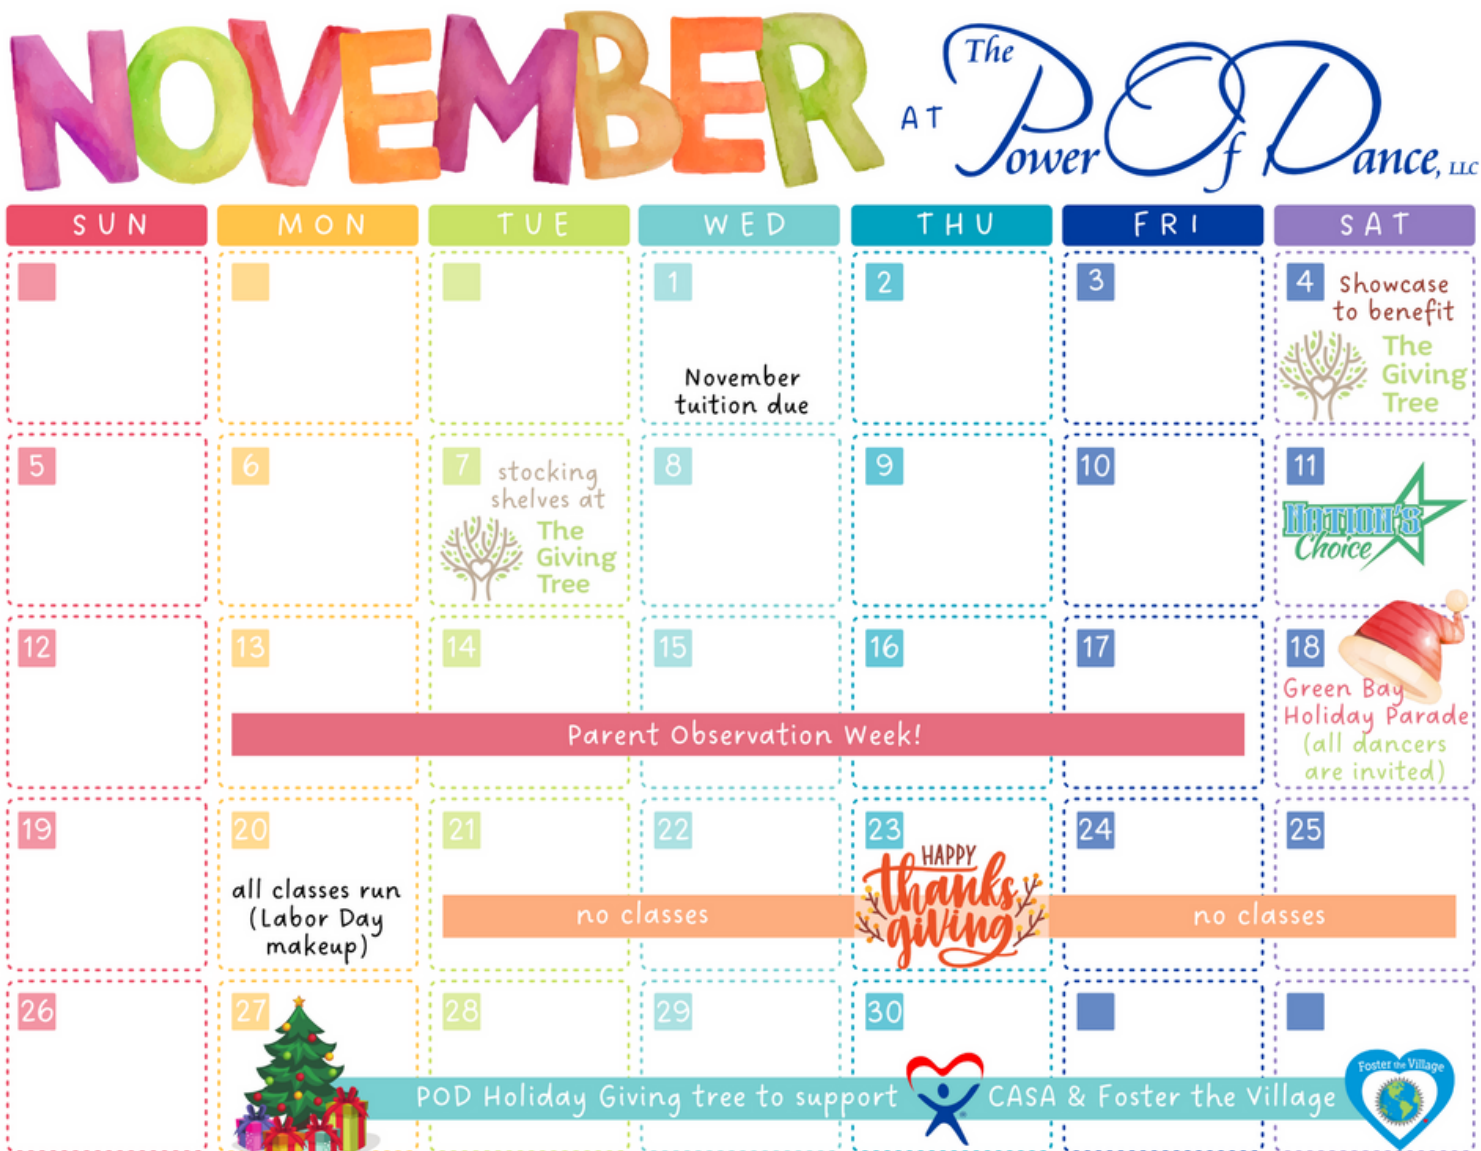 NOVEMBER
AT The Power Of Dance, LLC
SUN MON TUE WED THU FRI SAT
1 2 3 4
November
tuition due
Showcase
to benefit
The
Giving
Tree
5 6 7 8 9 10 11
stocking
shelves at
The
Giving
Tree
NATION'S
Choice
12 13 14 15 16 17 18
Parent Observation Week!
Green Bay
Holiday Parade
(all dancers
are invited)
19 20 21 22 23 24 25
all classes run
(Labor Day
makeup)
no classes
HAPPY
thanks
giving
no classes
26 27 28 29 30
POD Holiday Giving tree to support CASA & Foster the Village
Foster the Village